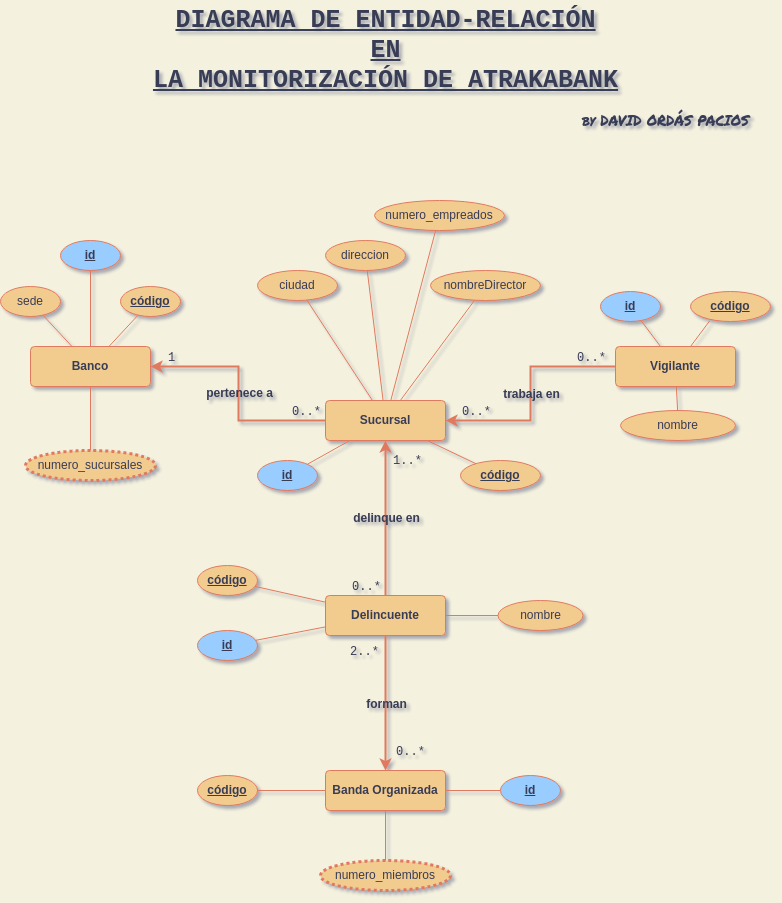 DIAGRAMA DE ENTIDAD-RELACIÓN
EN
LA MONITORIZACIÓN DE ATRAKABANK
BY DAVID ORDÁS PACIOS
numero_empreados
id
direccion
ciudad
nombreDirector
sede
código
id
código
Banco
1
pertenece a
0..*
Sucursal
0..*
trabaja en
0..*
Vigilante
nombre
numero_sucursales
id
1..*
código
delinque en
0..*
código
Delincuente
nombre
id
2..*
forman
0..*
código
Banda Organizada
id
numero_miembros